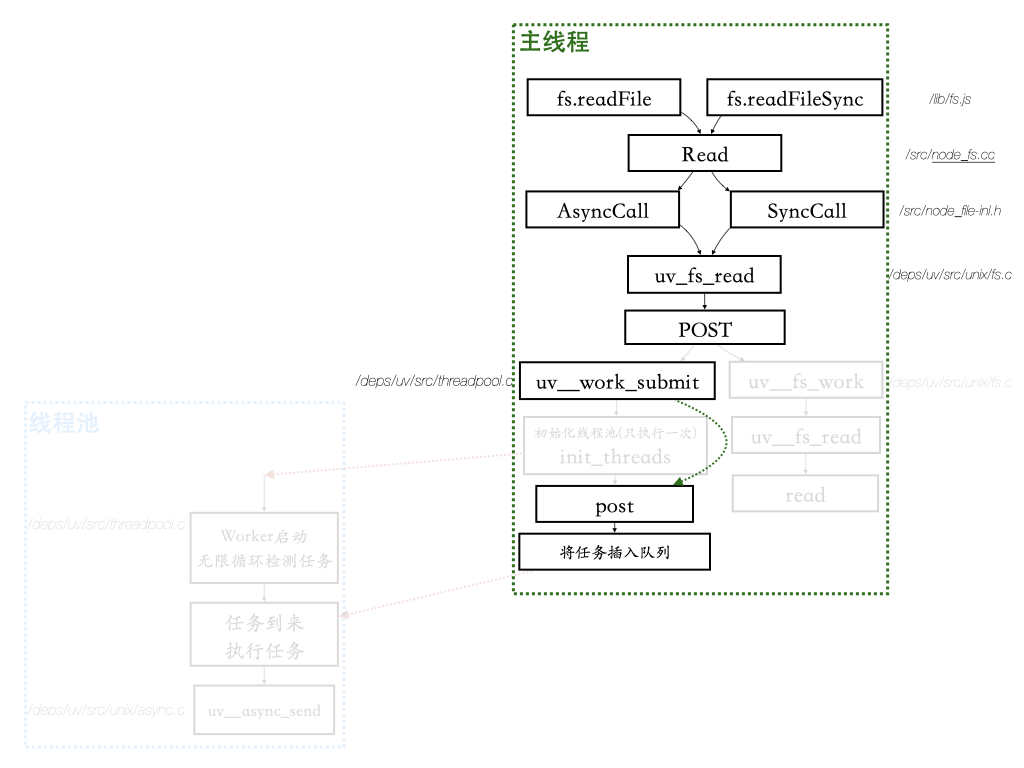 主线程
fs.readFile
fs.readFileSync
/lib/fs.js
Read
/src/node_fs.cc
AsyncCall
SyncCall
/src/node_file-inl.h
uv_fs_read
/deps/uv/src/unix/fs.c
POST
/deps/uv/src/threadpool.c
uv__work_submit
uv__fs_work
/deps/uv/src/unix/fs.c
线程池
初始化线程池(只执行一次)
init_threads
uv__fs_read
post
read
/deps/uv/src/threadpool.c
Worker启动
无限循环检测任务
将任务插入队列
任务到来
执行任务
/deps/uv/src/unix/async.c
uv__async_send